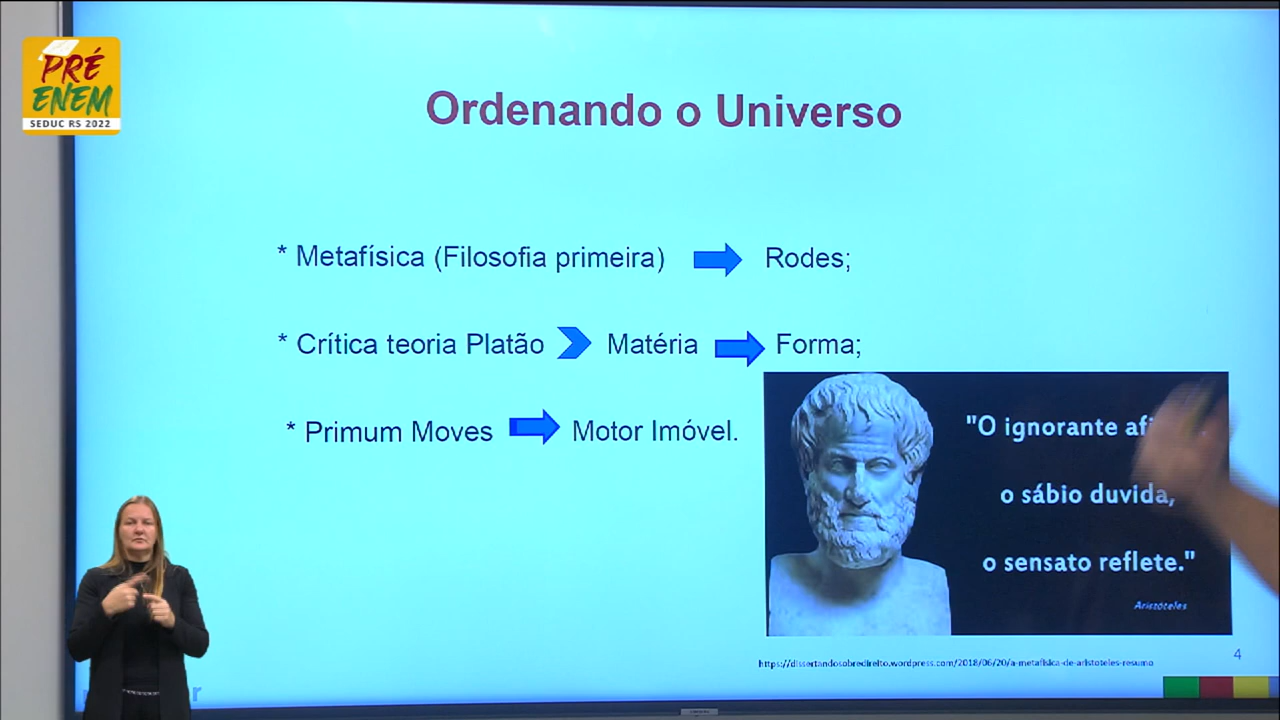 PRÉ
ENEM
SEDUC RS 2022
Ordenando o Universo
* Metafísica (Filosofia primeira) Rodes;
* Crítica teoria Platão Matéria Forma;
* Primum Moves Motor Imóvel.
"O ignorante
o sábio duvida,
o sensato reflete."
Aristóteles
https://dissertandosobredireito.wordpress.com/2018/06/20/a-metafisica-de-aristoteles-resumo
4